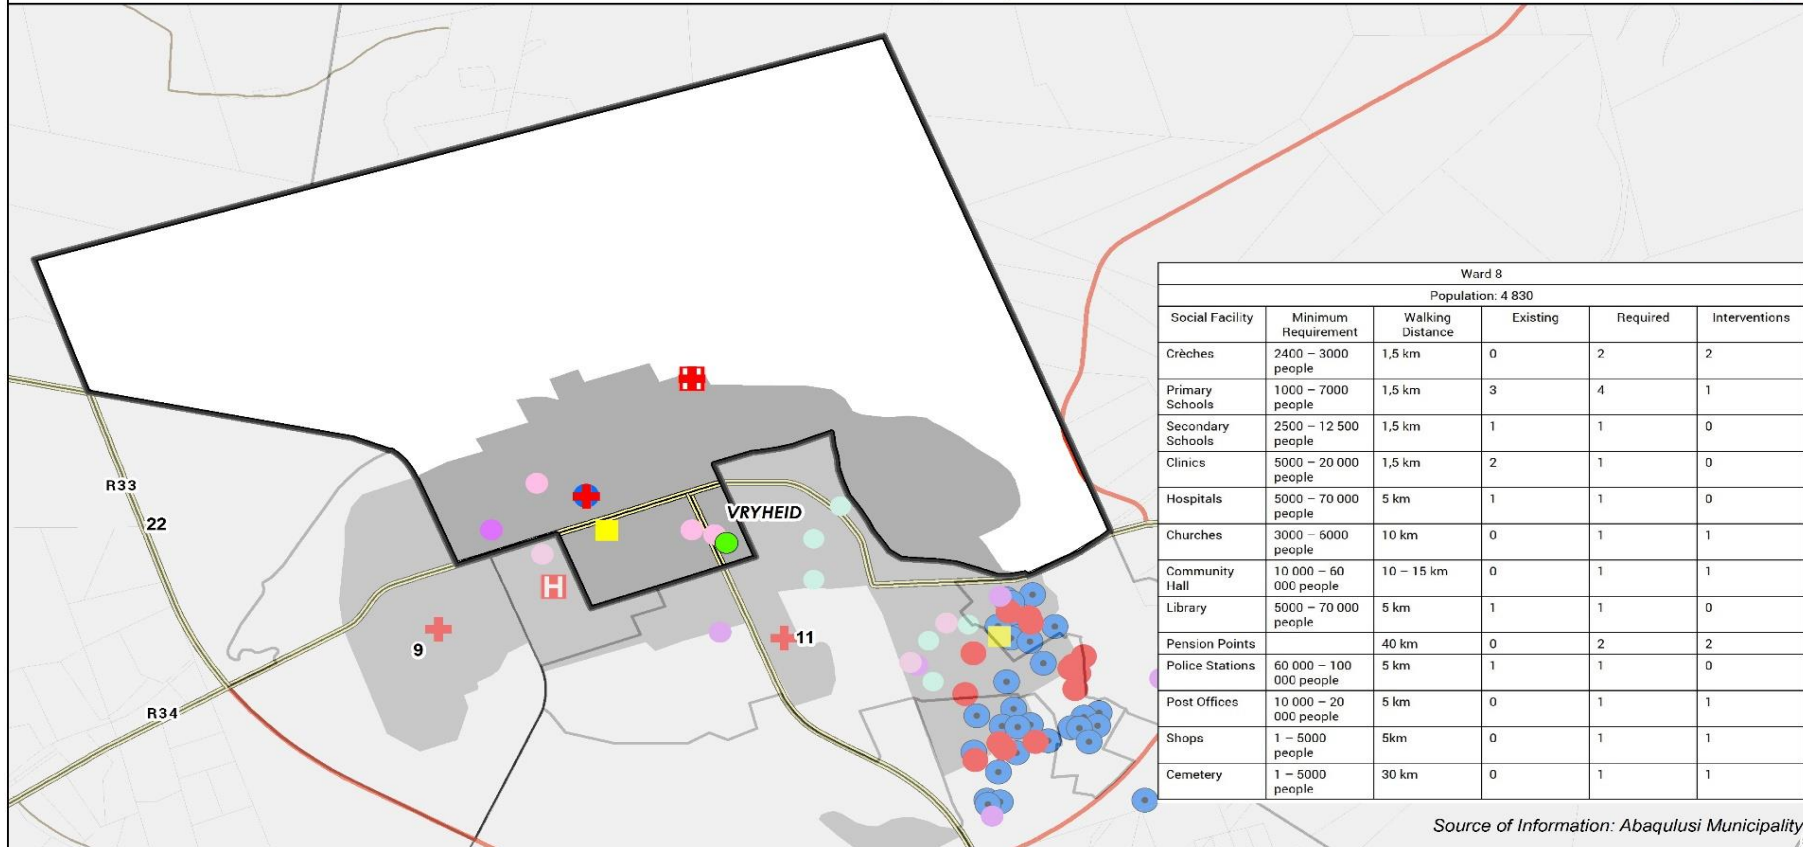 VRYHEID
R33
22
9
11
R34
H
H
Ward 8
Population: 4 830
Social Facility
Minimum
Requirement
Walking
Distance
Existing
Required
Interventions
Crèches
2400 – 3000
people
1,5 km
0
2
2
Primary
Schools
1000 – 7000
people
1,5 km
3
4
1
Secondary
Schools
2500 – 12 500
people
1,5 km
1
1
0
Clinics
5000 – 20 000
people
1,5 km
2
1
0
Hospitals
5000 – 70 000
people
5 km
1
1
0
Churches
3000 – 6000
people
10 km
0
1
1
Community
Hall
10 000 – 60
000 people
10 – 15 km
0
1
1
Library
5000 – 70 000
people
5 km
1
1
0
Pension Points
40 km
0
2
2
Police Stations
60 000 – 100
000 people
5 km
1
1
0
Post Offices
10 000 – 20
000 people
5 km
0
1
1
Shops
1 – 5000
people
5km
0
1
1
Cemetery
1 – 5000
people
30 km
0
1
1
Source of Information: Abaqulusi Municipality